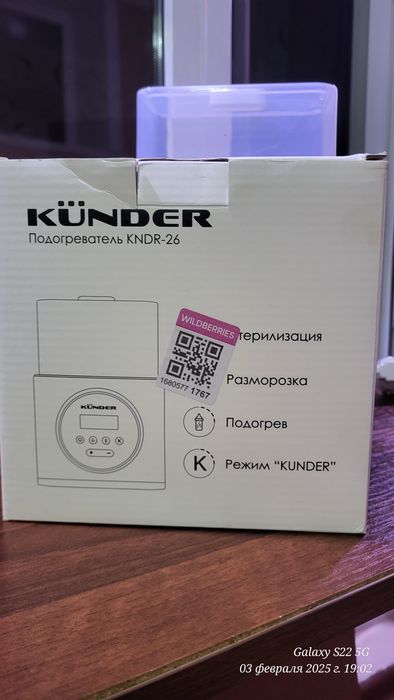 KÜNDER
Подогреватель KNDR-26
WILDBERRIES
1680577 1767
терилизация
Разморозка
Подогрев
K Режим "KUNDER"
KÜNDER
K
Galaxy S22 5G
03 февраля 2025 г. 19:02